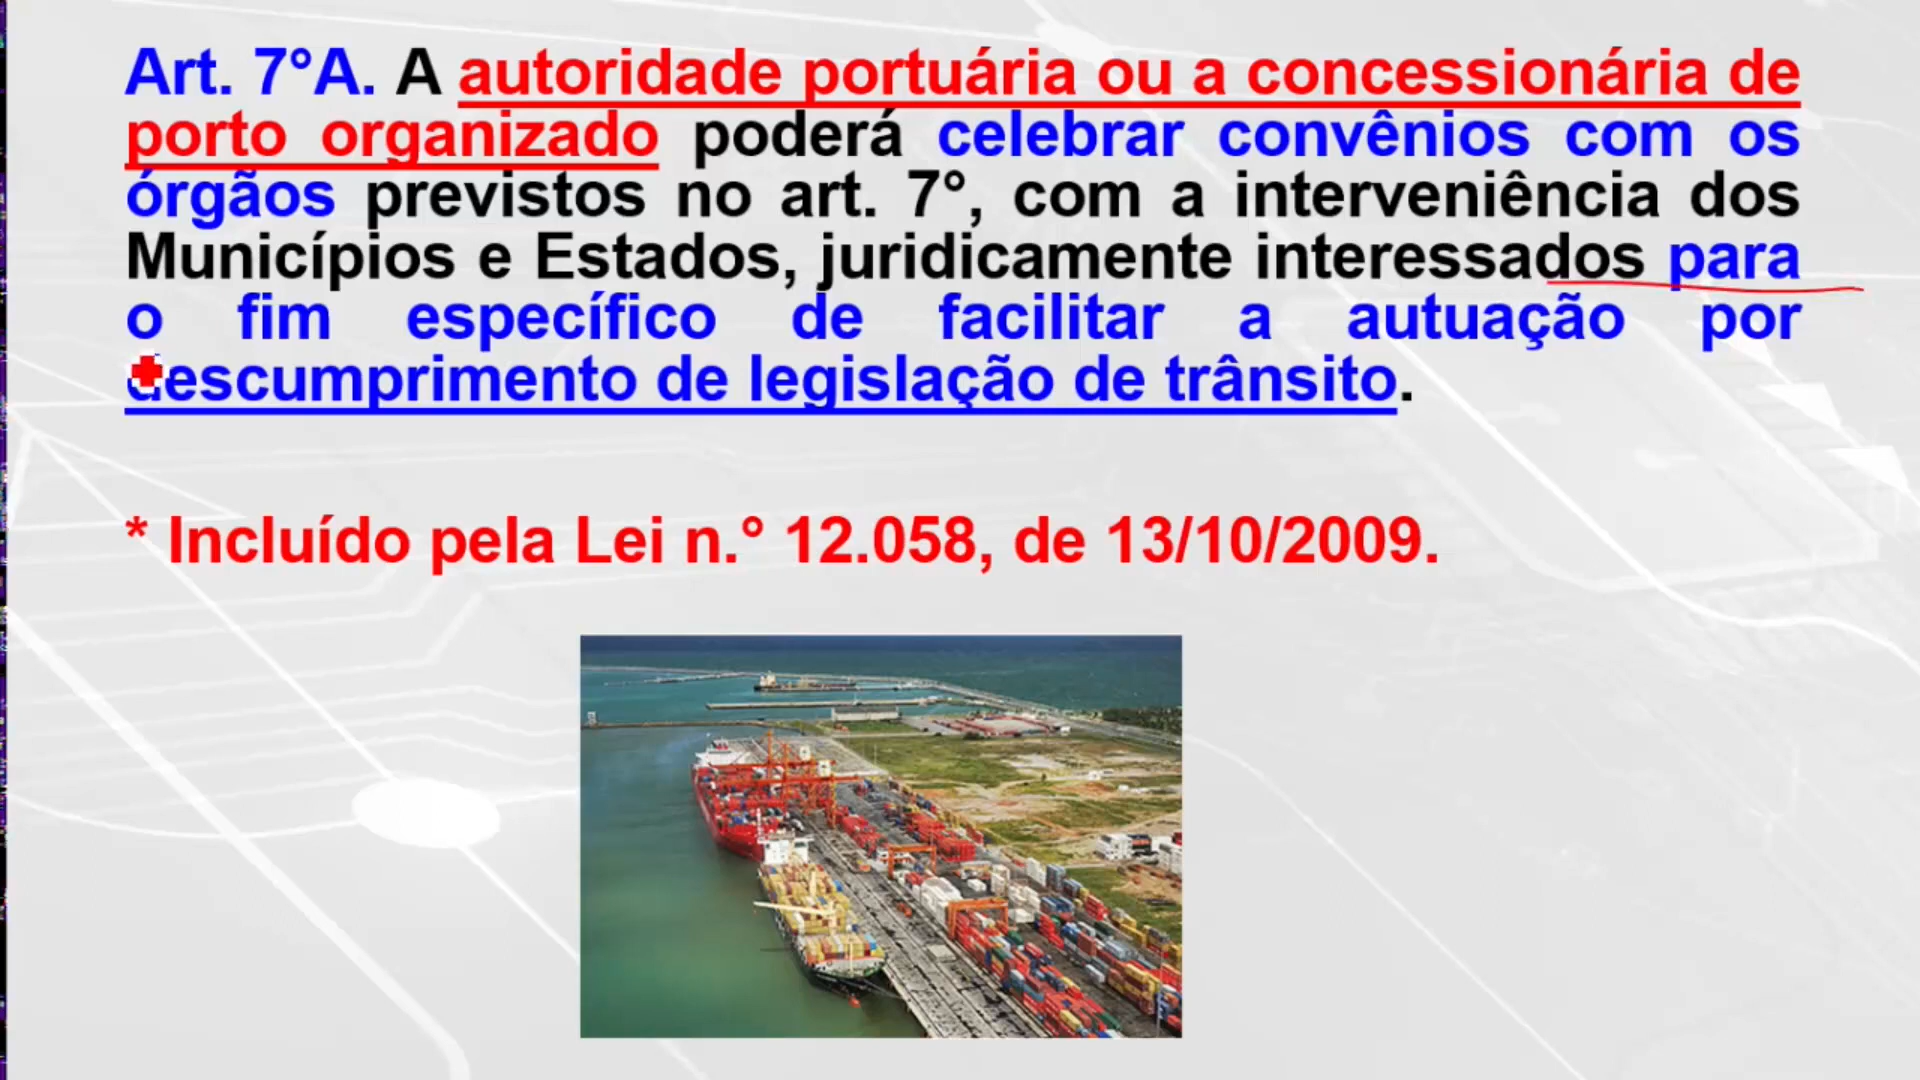 Art. 7°A. A autoridade portuária ou a concessionária de
porto organizado poderá celebrar convênios com os
órgãos previstos no art. 7°, com a interveniência dos
Municípios e Estados, juridicamente interessados para
o fim específico de facilitar a autuação por
descumprimento de legislação de trânsito.
* Incluído pela Lei n.° 12.058, de 13/10/2009.